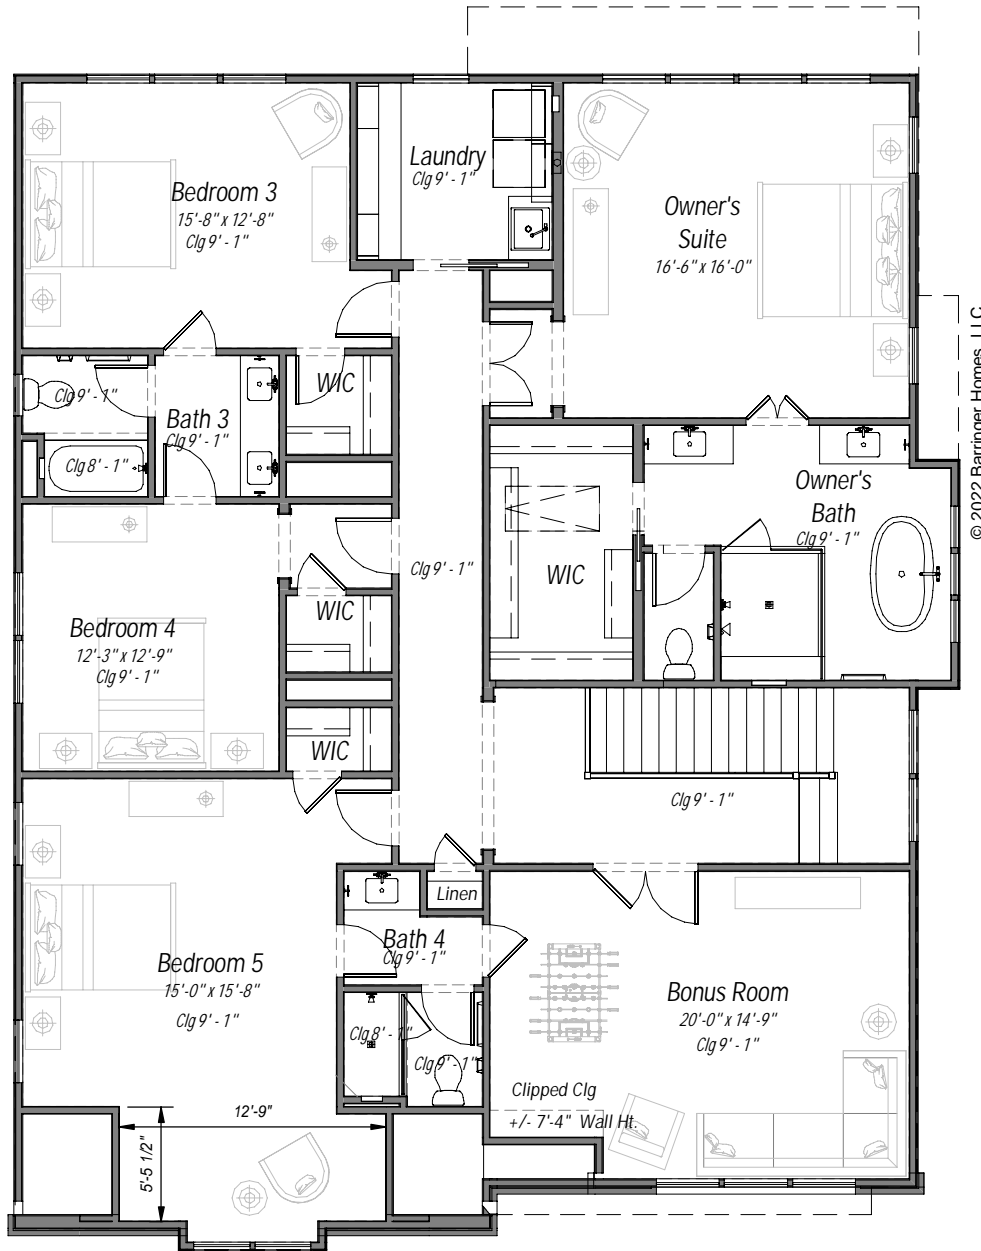 Laundry
Clg 9' - 1"
Bedroom 3
15'-8" x 12'-8"
Clg 9' - 1"
Owner's
Suite
16'-6" x 16'-0"
© 2022 Barringer Homes, LLC
WIC
Clg 9' - 1"
Bath 3
Clg 9' - 1"
Clg 8' - 1"
Owner's
Bath
Clg 9' - 1"
Clg 9' - 1"
WIC
WIC
Bedroom 4
12'-3" x 12'-9"
Clg 9' - 1"
WIC
Clg 9' - 1"
Linen
Bath 4
Clg 9' - 1"
Bedroom 5
15'-0" x 15'-8"
Clg 9' - 1"
Bonus Room
20'-0" x 14'-9"
Clg 9' - 1"
Clg 8' - 1"
Clg 9' - 1"
Clipped Clg
+/- 7'-4" Wall Ht.
12'-9"
5'-5 1/2"